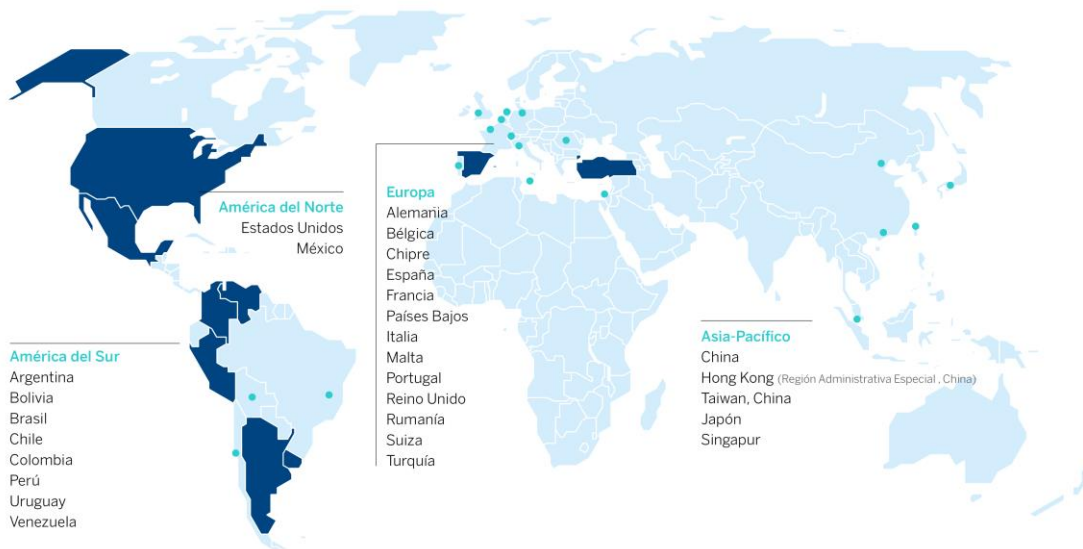 América del Norte
Estados Unidos
México
América del Sur
Argentina
Bolivia
Brasil
Chile
Colombia
Perú
Uruguay
Venezuela
Europa
Alemania
Bélgica
Chipre
España
Francia
Países Bajos
Italia
Malta
Portugal
Reino Unido
Rumanía
Suiza
Turquía
Asia-Pacífico
China
Hong Kong (Región Administrativa Especial , China)
Taiwan, China
Japón
Singapur